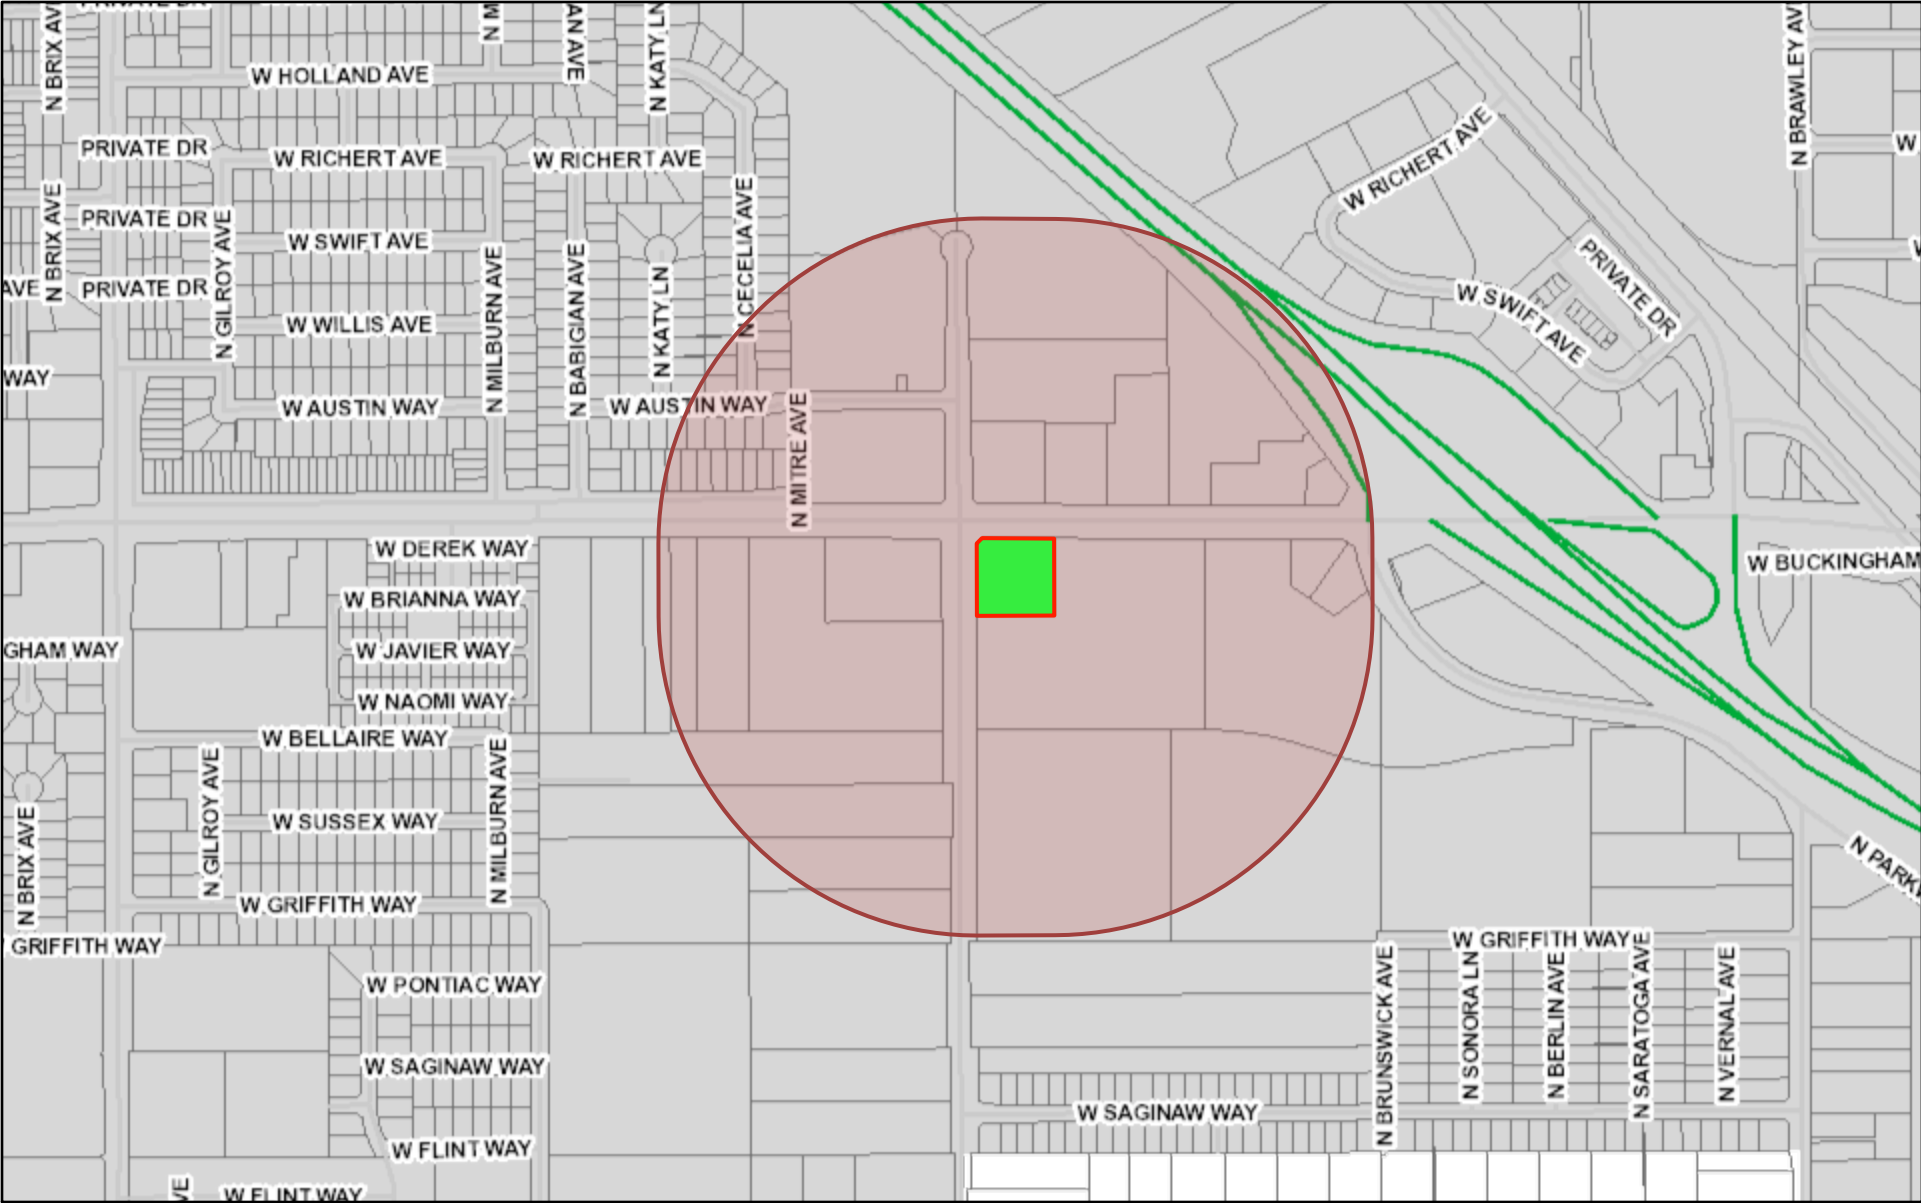 PRIVATE DR
N BRIX AVE
N M
AN AVE
N KATY LN
N BRAWLEY AVE
W HOLLAND AVE
PRIVATE DR
W RICHERT AVE
W RICHERT AVE
W RICHERT AVE
W
N BRIX AVE
PRIVATE DR
N GILROY AVE
W SWIFT AVE
N MILBURN AVE
N BABIGIAN AVE
N KATY LN
N CECELIA AVE
AVE
PRIVATE DR
W SWIFT AVE
PRIVATE DR
W WILLIS AVE
WAY
W AUSTIN WAY
W AUSTIN WAY
N MITRE AVE
W DEREK WAY
W BUCKINGHAM
W BRIANNA WAY
GHAM WAY
W JAVIER WAY
W NAOMI WAY
W BELLAIRE WAY
N GILROY AVE
N MILBURN AVE
N BRIX AVE
W SUSSEX WAY
N PARK
W GRIFFITH WAY
GRIFFITH WAY
W GRIFFITH WAY
W PONTIAC WAY
N BRUNSWICK AVE
N SONORA LN
N BERLIN AVE
N SARATOGA AVE
N VERNAL AVE
W SAGINAW WAY
W SAGINAW WAY
W FLINT WAY
VE
W FLINT WAY